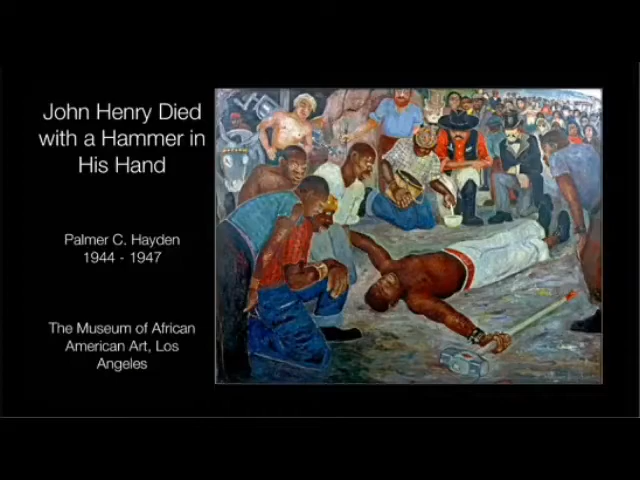 John Henry Died
with a Hammer in
His Hand
Palmer C. Hayden
1944 - 1947
The Museum of African
American Art, Los
Angeles